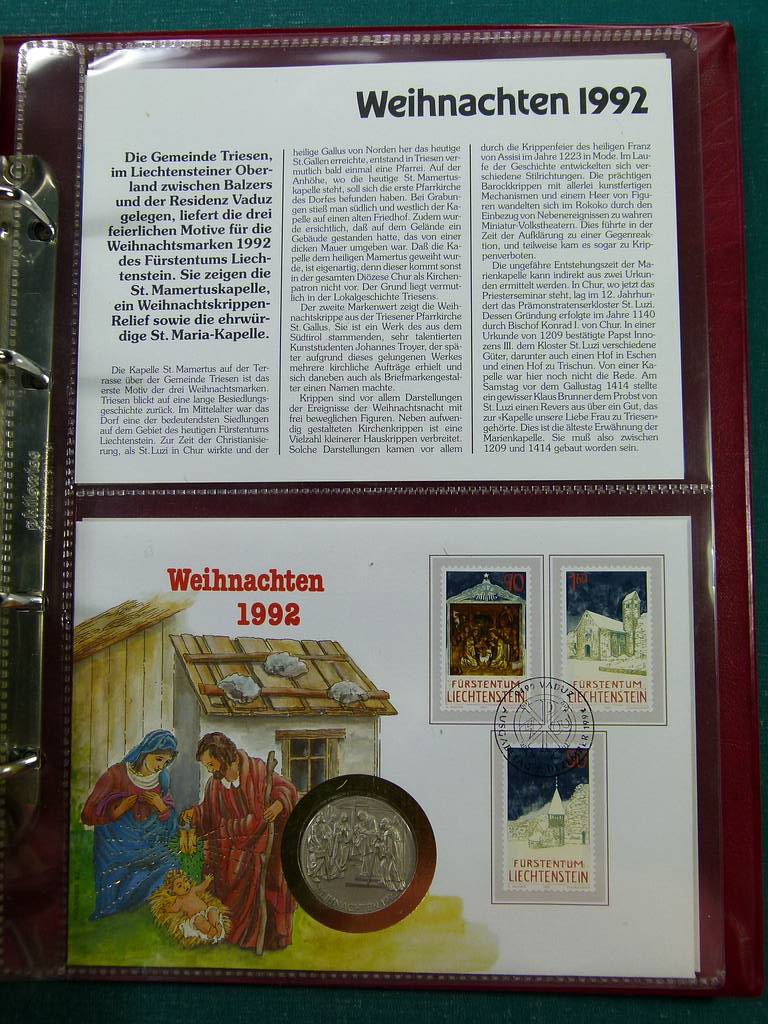 Weihnachten 1992
Die Gemeinde Triesen,
im Liechtensteiner Ober-
land zwischen Balzers
und der Residenz Vaduz
gelegen, liefert die drei
feierlichen Motive für die
Weihnachtsmarken 1992
des Fürstentums Liech-
tenstein. Sie zeigen die
St. Mamertuskapelle,
ein Weihnachtskrippen-
Relief sowie die ehrwür-
dige St. Maria-Kapelle.
Die Kapelle St. Mamertus auf der Ter-
rasse über der Gemeinde Triesen ist das
erste Motiv der drei Weihnachtsmarken.
Triesen blickt auf eine lange Besiedlungs-
geschichte zurück. Im Mittelalter war das
Dorf eine der bedeutendsten Siedlungen
auf dem Gebiet des heutigen Fürstentums
Liechtenstein. Zur Zeit der Christianisie-
rung, als St. Luzi in Chur wirkte und der
heilige Gallus von Norden her das heutige
St. Gallen erreichte, entstand in Triesen ver-
mutlich bald einmal eine Pfarrei. Auf der
Anhöhe, wo die heutige St. Mamertus-
kapelle steht, soll sich die erste Pfarrkirche
des Dorfes befunden haben. Bei Grabun-
gen stieß man südlich und westlich der Ka-
pelle auf einen alten Friedhof. Zudem wur-
de ersichtlich, daß auf dem Gelände ein
Gebäude gestanden hatte, das von einer
dicken Mauer umgeben war. Daß die Ka-
pelle dem heiligen Mamertus geweiht wur-
de, ist eigenartig, denn dieser kommt sonst
in der gesamten Diözese Chur als Kirchen-
patron nicht vor. Der Grund liegt vermut-
lich in der Lokalgeschichte Triesens.
Der zweite Markenwert zeigt die Weih-
nachtskrippe aus der Triesener Pfarrkirche
St. Gallus. Sie ist ein Werk des aus dem
Südtirol stammenden, sehr talentierten
Kunststudenten Johannes Troyer, der spä-
ter aufgrund dieses gelungenen Werkes
mehrere kirchliche Aufträge erhielt und
sich daneben auch als Briefmarkengestal-
ter einen Namen machte.
Krippen sind vor allem Darstellungen
der Ereignisse der Weihnachtsnacht mit
frei beweglichen Figuren. Neben aufwen-
dig gestalteten Kirchenkrippen ist eine
Vielzahl kleinerer Hauskrippen verbreitet.
Solche Darstellungen kamen vor allem
durch die Krippenfeier des heiligen Franz
von Assisi im Jahre 1223 in Mode. Im Lau-
fe der Geschichte entwickelten sich ver-
schiedene Stilrichtungen. Die prächtigen
Barockkrippen mit allerlei kunstfertigen
Mechanismen und einem Heer von Figu-
ren wandelten sich im Rokoko durch den
Einbezug von Nebenereignissen zu wahren
Miniatur-Volkstheatern. Dies führte in der
Zeit der Aufklärung zu einer Gegenreak-
tion, und teilweise kam es sogar zu Krip-
penverboten.
Die ungefähre Entstehungszeit der Ma-
rienkapelle kann indirekt aus zwei Urkun-
den ermittelt werden. In Chur, wo jetzt das
Priesterseminar steht, lag im 12. Jahrhun-
dert das Prämonstratenserkloster St. Luzi.
Dessen Gründung erfolgte im Jahre 1140
durch Bischof Konrad I. von Chur. In einer
Urkunde von 1209 bestätigte Papst Inno-
zens III. dem Kloster St. Luzi verschiedene
Güter, darunter auch einen Hof in Eschen
und einen Hof zu Trischun. Von einer Ka-
pelle war hier noch nicht die Rede. Am
Samstag vor dem Gallustag 1414 stellte
ein gewisser Klaus Brunner dem Probst von
St. Luzi einen Revers aus über ein Gut, das
zur »Kapelle unsere Liebe Frau zu Triesen«
gehörte. Dies ist die älteste Erwähnung der
Marienkapelle. Sie muß also zwischen
1209 und 1414 gebaut worden sein.
Weihnachten
1992
90
FÜRSTENTUM
LIECHTENSTEIN
160
FÜRSTENTUM
LIECHTENSTEIN
9490 VADUZ
FÜRSTENTUM
LIECHTENSTEIN